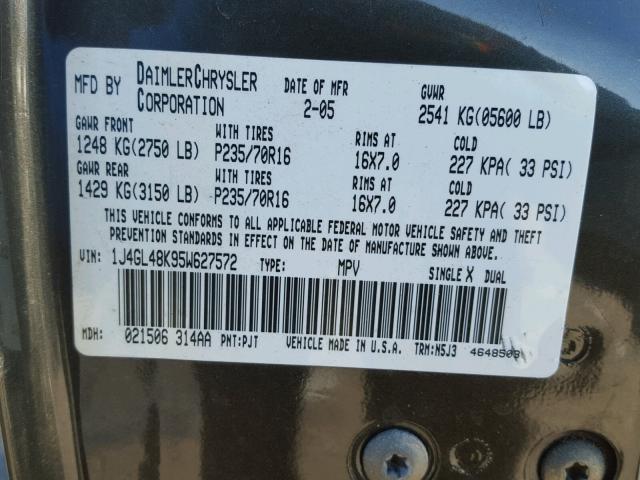 MFD BY DAIMLERCHRYSLER CORPORATION DATE OF MFR 2-05 GVWR 2541 KG(05600 LB)
GAWR FRONT WITH TIRES RIMS AT COLD
1248 KG(2750 LB) P235/70R16 16X7.0 227 KPA( 33 PSI)
GAWR REAR WITH TIRES RIMS AT COLD
1429 KG(3150 LB) P235/70R16 16X7.0 227 KPA( 33 PSI)
THIS VEHICLE CONFORMS TO ALL APPLICABLE FEDERAL MOTOR VEHICLE SAFETY AND THEFT
PREVENTION STANDARDS IN EFFECT ON THE DATE OF MANUFACTURE SHOWN ABOVE.
VIN: 1J4GL48K95W627572 TYPE: MPV SINGLE X DUAL
MDH: 021506 314AA PNT:PJT VEHICLE MADE IN U.S.A. TRM:N5J3 4648509